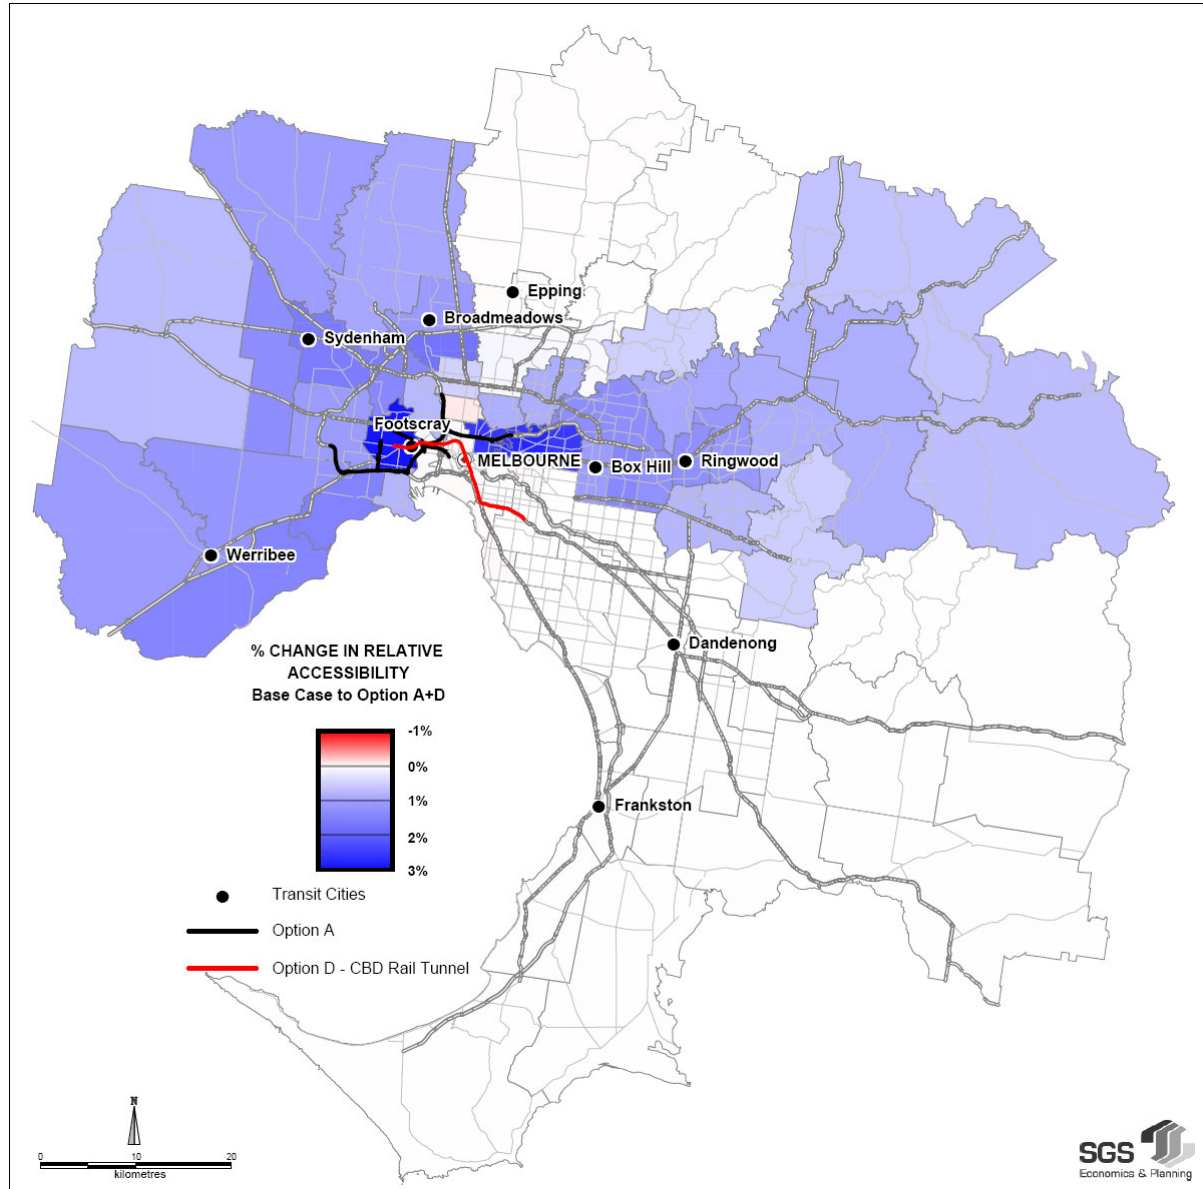 Epping
Broadmeadows
Sydenham
Footscray
MELBOURNE
Box Hill
Ringwood
Werribee
Dandenong
Frankston
% CHANGE IN RELATIVE
ACCESSIBILITY
Base Case to Option A+D
-1%
0%
1%
2%
3%
Transit Cities
Option A
Option D - CBD Rail Tunnel
N
0 10 20
kilometres
SGS
Economics & Planning